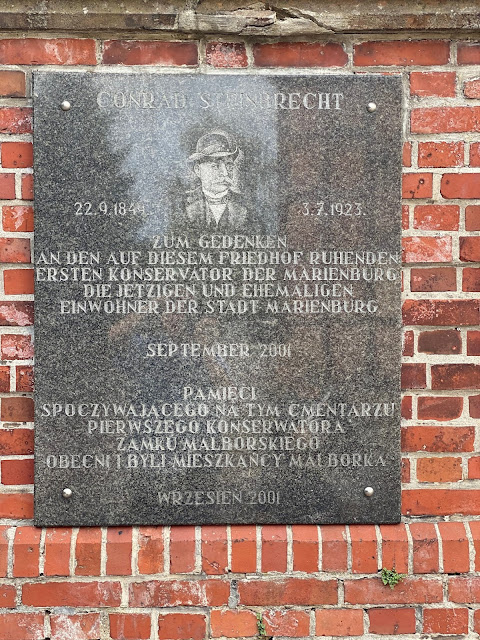 CONRAD STEINBRECHT
22.9.1849. 3.7.1923.
ZUM GEDENKEN
AN DEN AUF DIESEM FRIEDHOF RUHENDEN
ERSTEN KONSERVATOR DER MARIENBURG
DIE JETZIGEN UND EHEMALIGEN
EINWOHNER DER STADT MARIENBURG
SEPTEMBER 2001
PAMIĘCI
SPOCZYWAJĄCEGO NA TYM CMENTARZU
PIERWSZEGO KONSERWATORA
ZAMKU MALBORSKIEGO
OBECNI I BYLI MIESZKAŃCY MALBORKA
WRZESIEŃ 2001